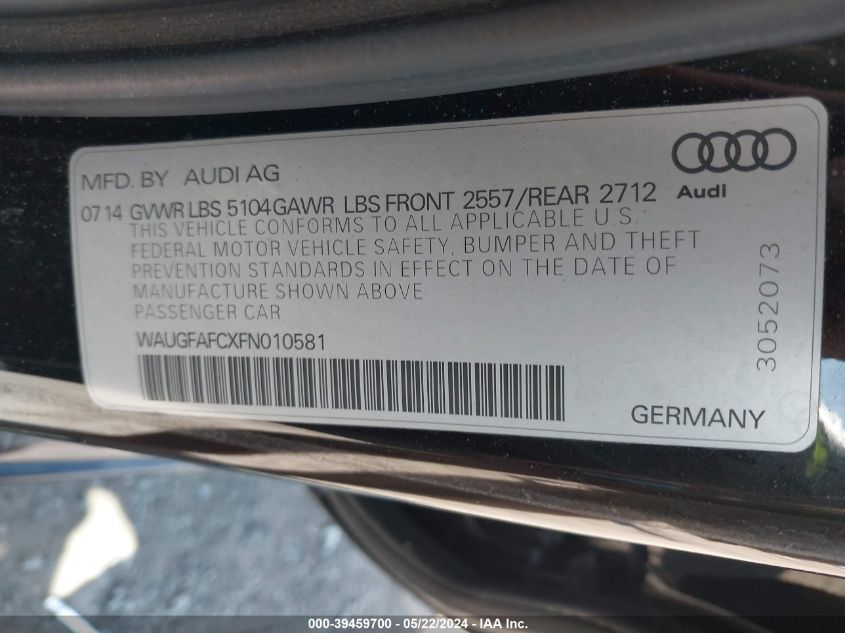 MFD. BY AUDI AG
Audi
07 14 GVWR LBS 5104 GAWR LBS FRONT 2557/REAR 2712
THIS VEHICLE CONFORMS TO ALL APPLICABLE U.S.
FEDERAL MOTOR VEHICLE SAFETY, BUMPER AND THEFT
PREVENTION STANDARDS IN EFFECT ON THE DATE OF
MANUFACTURE SHOWN ABOVE
PASSENGER CAR
WAUGFAFCXFN010581
3052073
GERMANY
000-39459700 - 05/22/2024 - IAA Inc.